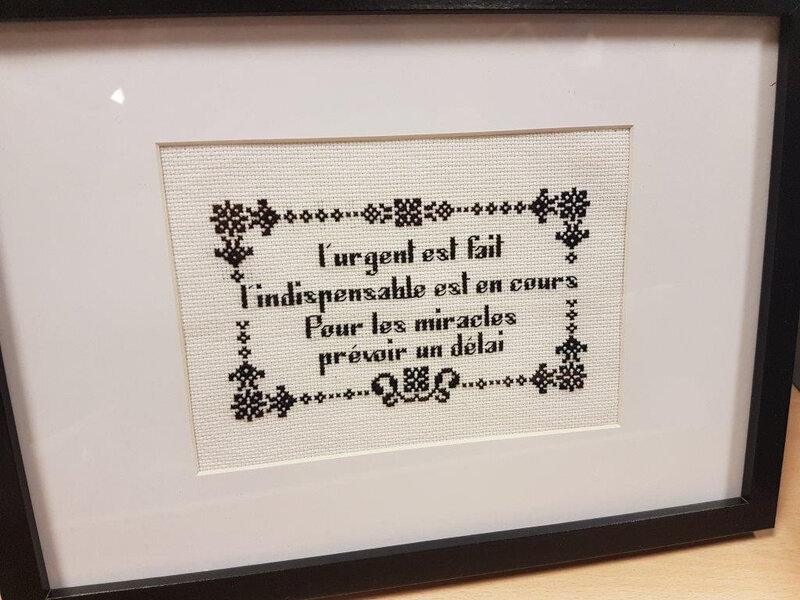 l'urgent est fait
l'indispensable est en cours
Pour les miracles
prévoir un délai